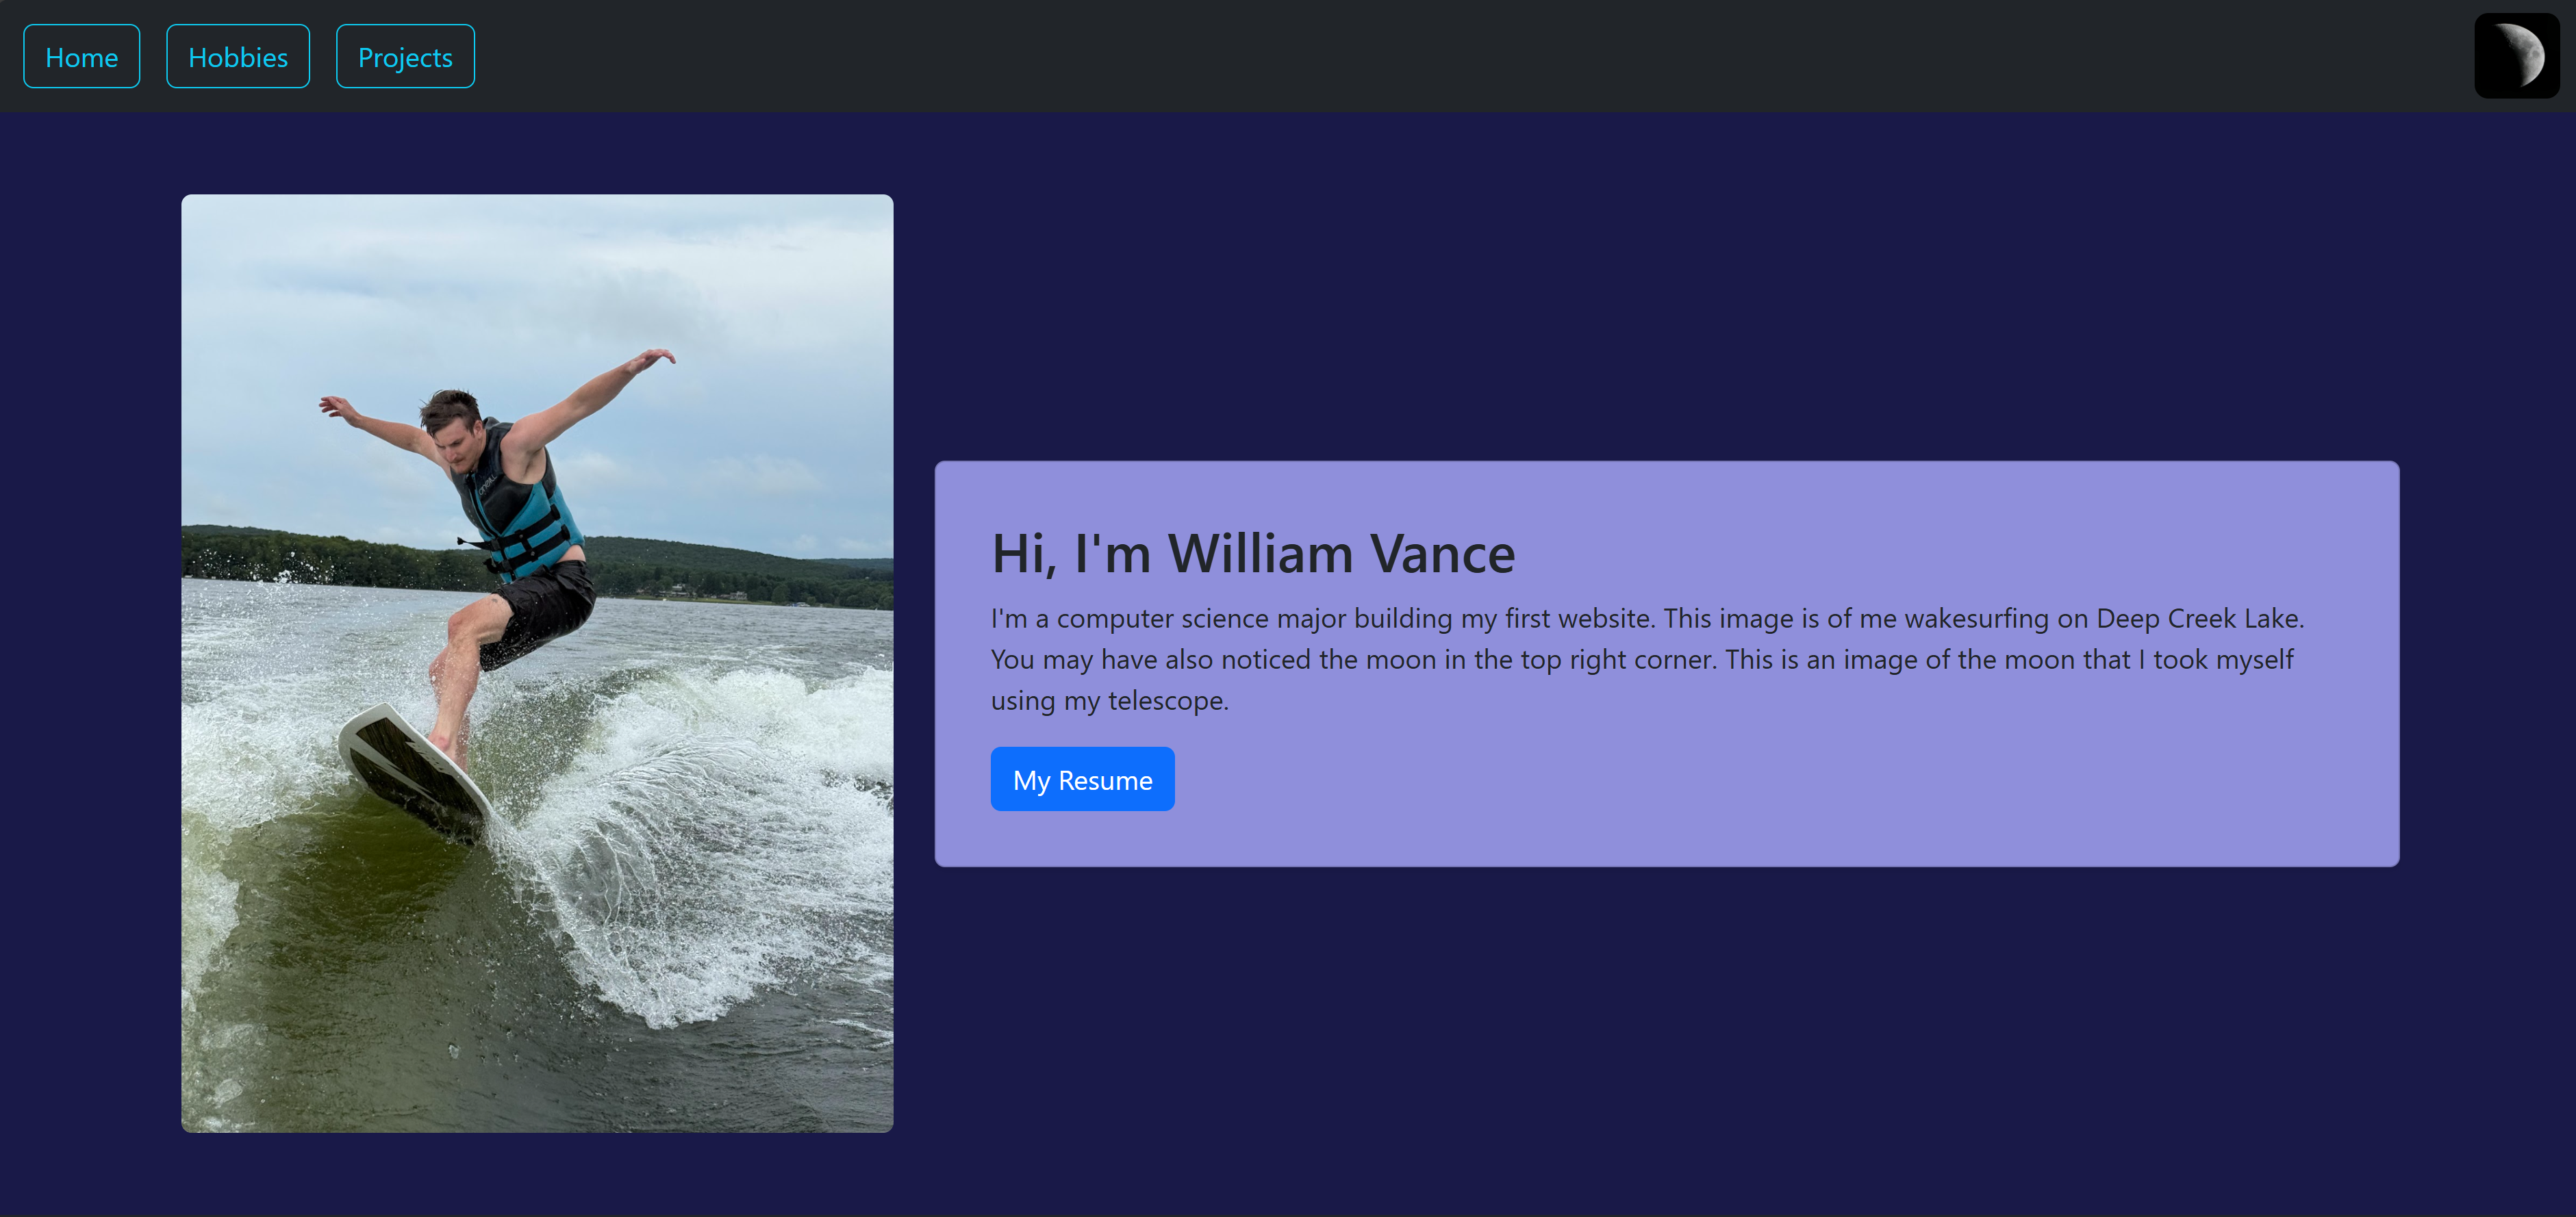 Home
Hobbies
Projects
Hi, I'm William Vance
I'm a computer science major building my first website. This image is of me wakesurfing on Deep Creek Lake.
You may have also noticed the moon in the top right corner. This is an image of the moon that I took myself
using my telescope.
My Resume